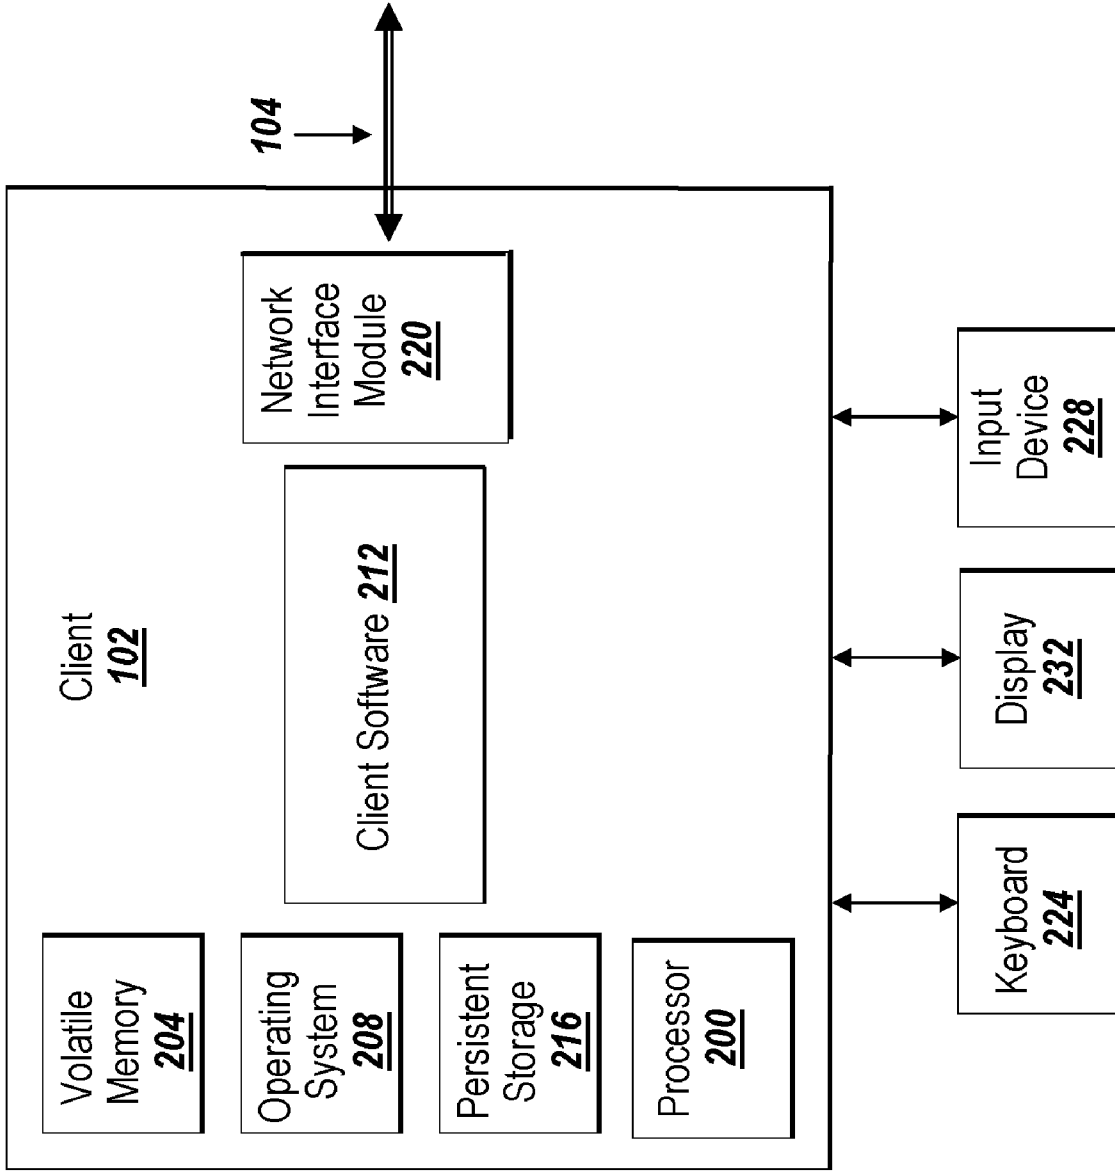 Client
102
Volatile
Memory
204
Operating
System
208
Persistent
Storage
216
Processor
200
Client Software 212
Network
Interface
Module
220
104
Keyboard
224
Display
232
Input
Device
228